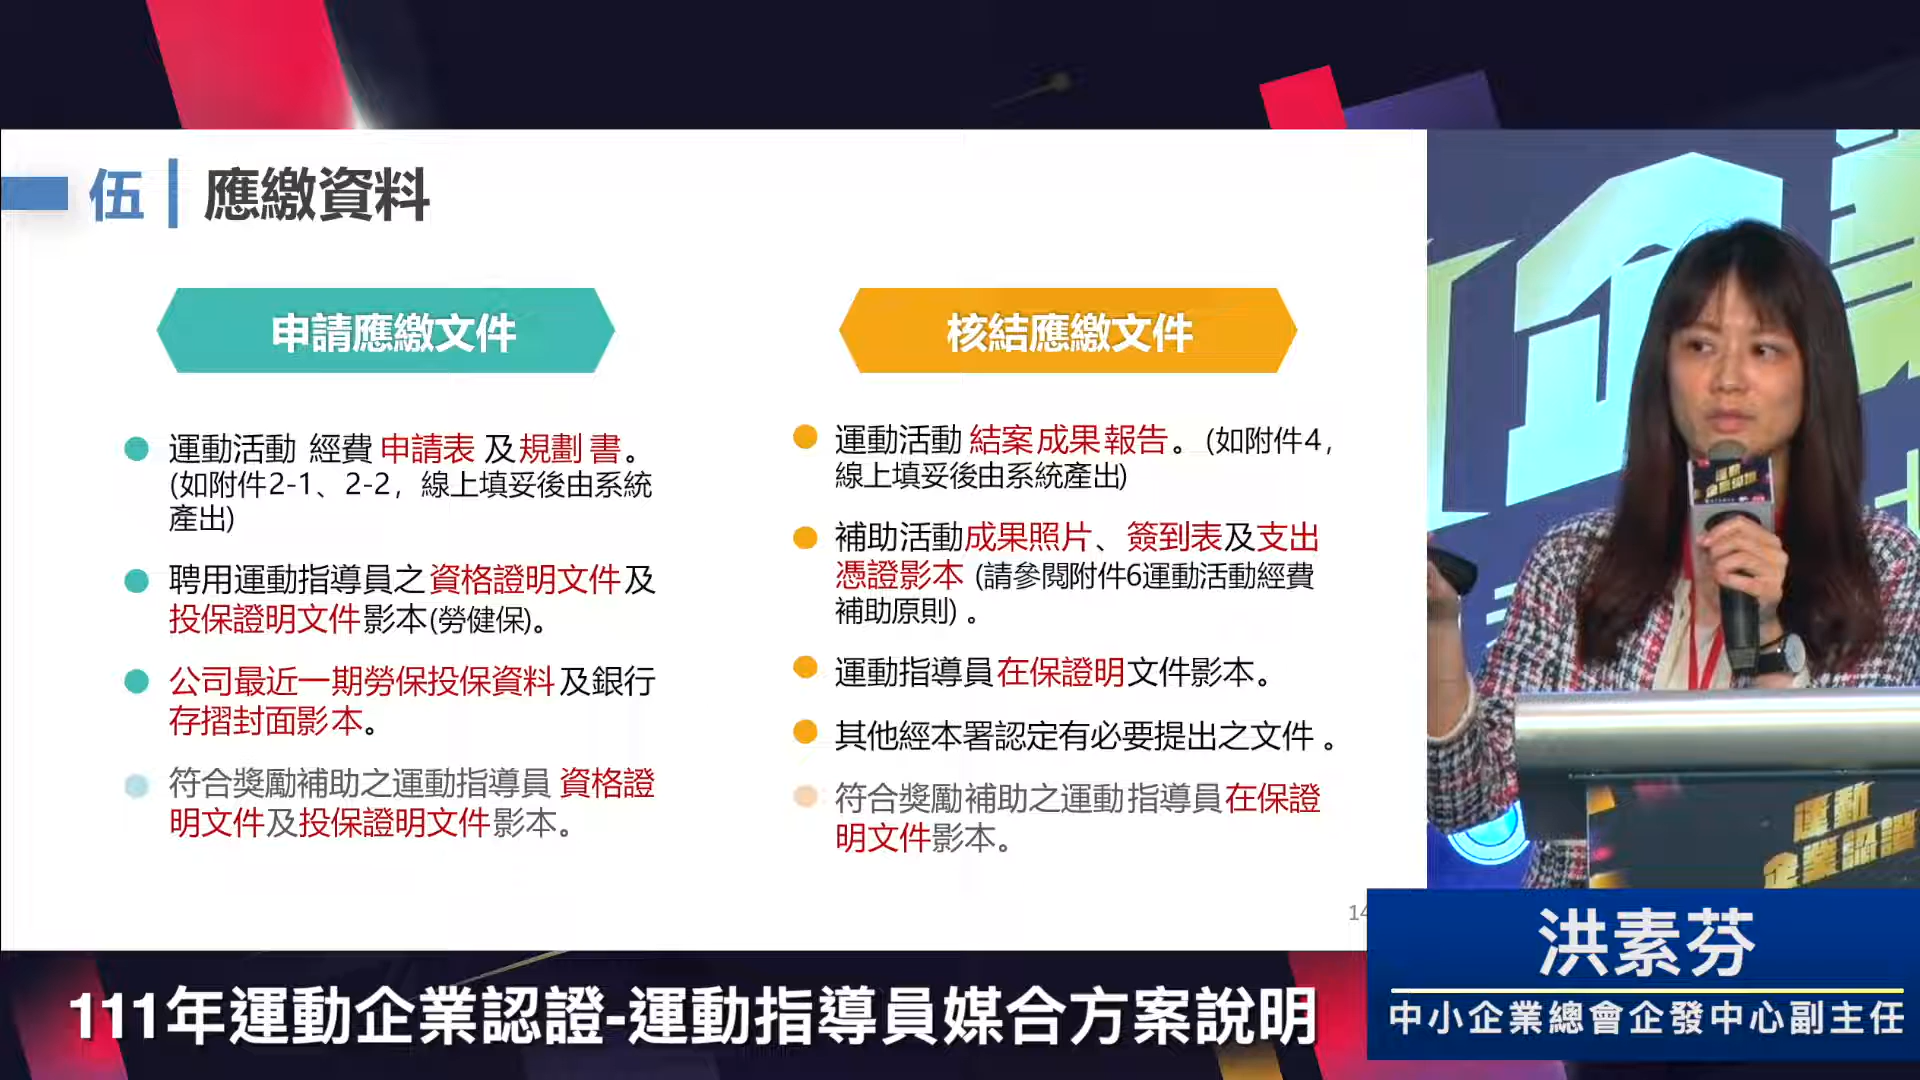 伍 應繳資料
申請應繳文件
運動活動 經費 申請表 及規劃 書。
(如附件2-1、2-2，線上填妥後由系統
產出)
聘用運動指導員之資格證明文件及
投保證明文件影本(勞健保)。
公司最近一期勞保投保資料及銀行
存摺封面影本。
符合獎勵補助之運動指導員 資格證
明文件及投保證明文件影本。
核結應繳文件
運動活動 結案成果報告。(如附件4，
線上填妥後由系統產出)
補助活動成果照片、簽到表及支出
憑證影本 (請參閱附件6運動活動經費
補助原則) 。
運動指導員在保證明文件影本。
其他經本署認定有必要提出之文件 。
符合獎勵補助之運動指導員在保證
明文件影本。
運動
企業認證
洪素芬
中小企業總會企發中心副主任
111年運動企業認證-運動指導員媒合方案說明